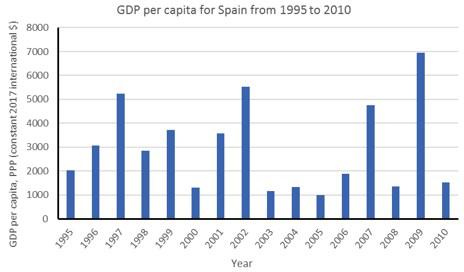 GDP per capita for Spain from 1995 to 2010
GDP per capita, PPP (constant 2017 international $)
8000
7000
6000
5000
4000
3000
2000
1000
0
1995 1996 1997 1998 1999 2000 2001 2002 2003 2004 2005 2006 2007 2008 2009 2010
Year